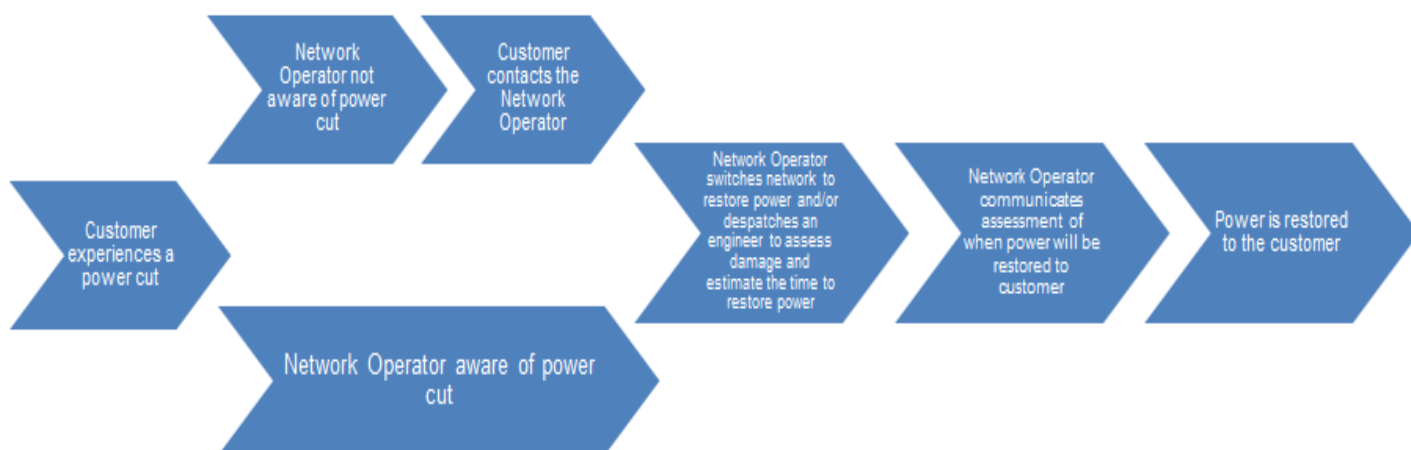 Customer
experiences a
power cut
Network
Operator not
aware of power
cut
Customer
contacts the
Network
Operator
Network Operator aware of power
cut
Network Operator
switches network to
restore power and/or
despatches an
engineer to assess
damage and
estimate the time to
restore power
Network Operator
communicates
assessment of
when power will be
restored to
customer
Power is restored
to the customer